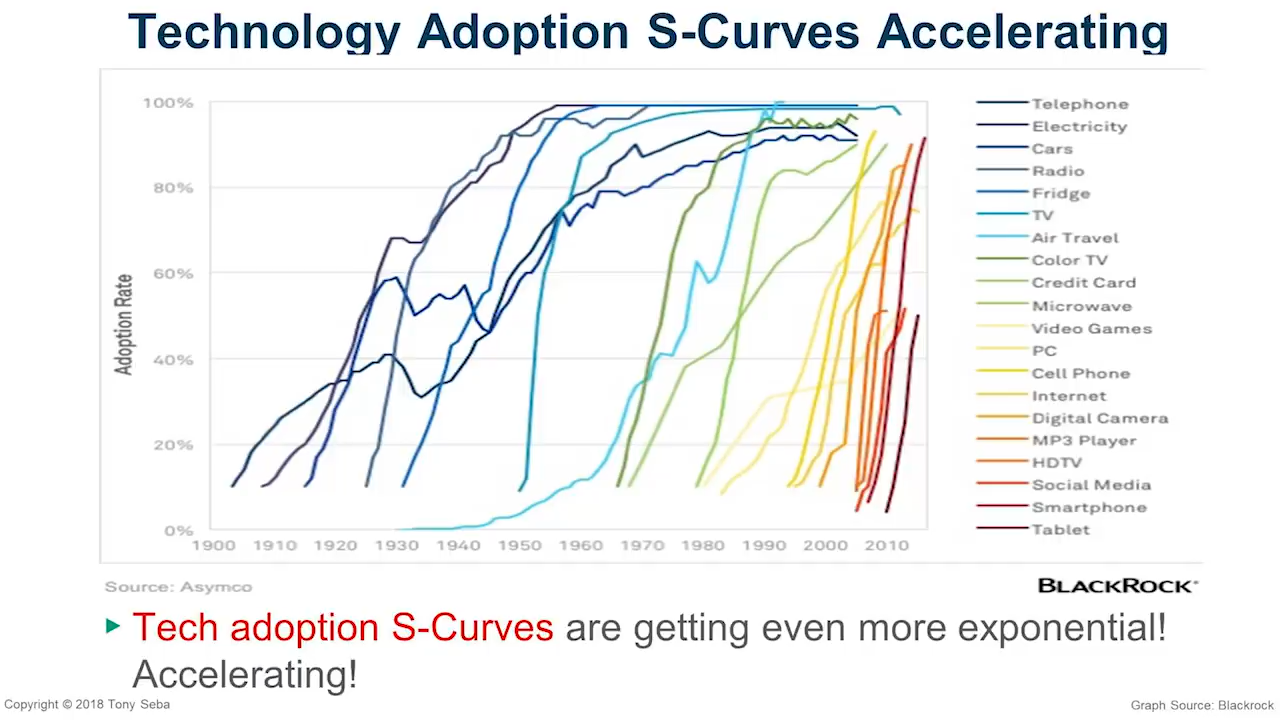 Technology Adoption S-Curves Accelerating
100%
80%
60%
40%
20%
0%
Adoption Rate
1900 1910 1920 1930 1940 1950 1960 1970 1980 1990 2000 2010
Telephone
Electricity
Cars
Radio
Fridge
TV
Air Travel
Color TV
Credit Card
Microwave
Video Games
PC
Cell Phone
Internet
Digital Camera
MP3 Player
HDTV
Social Media
Smartphone
Tablet
Source: Asymco
BLACKROCK®
Tech adoption S-Curves are getting even more exponential!
Accelerating!
Copyright © 2018 Tony Seba
Graph Source: Blackrock